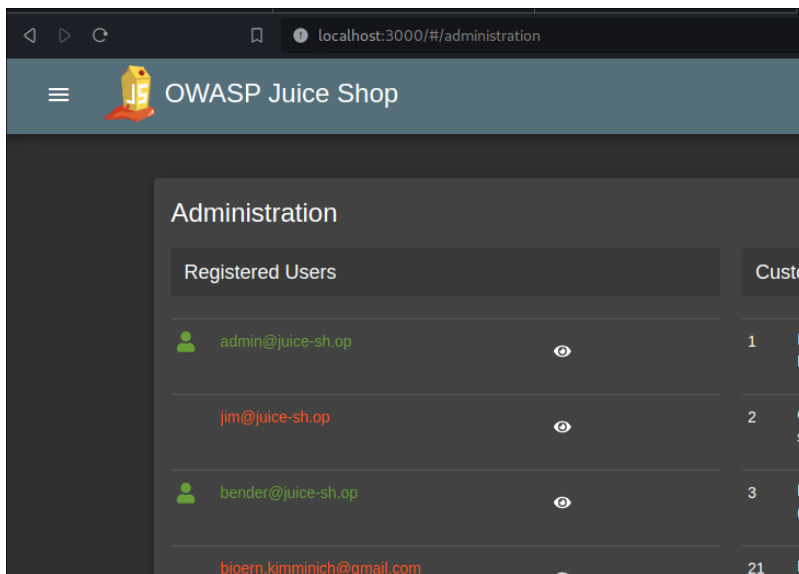 localhost:3000/#/administration
JS
OWASP Juice Shop
Administration
Registered Users
admin@juice-sh.op
jim@juice-sh.op
bender@juice-sh.op
bjoern.kimminich@gmail.com
1
2
3
21